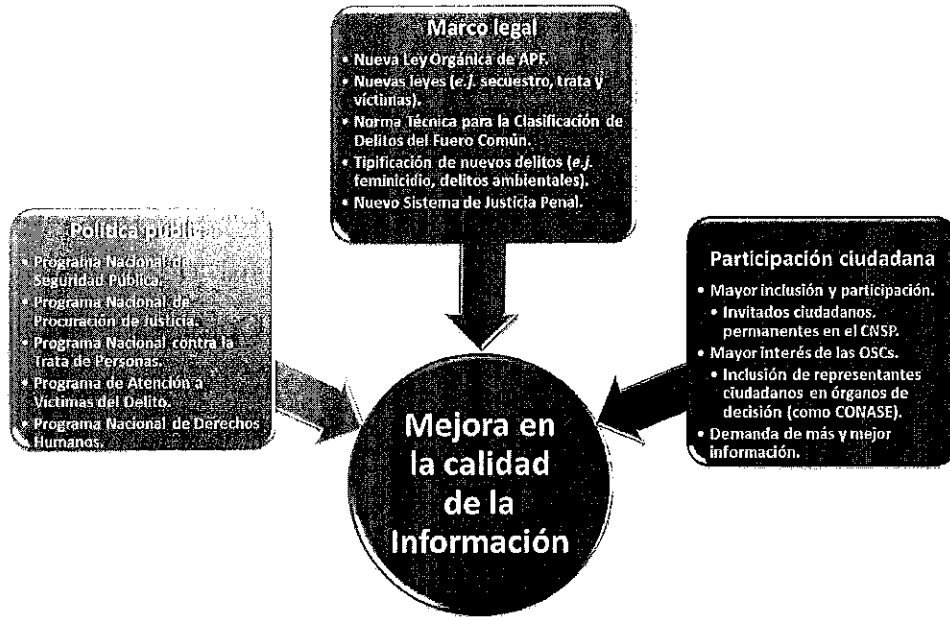 Marco legal
• Nueva Ley Orgánica de APF.
• Nuevas leyes (e.j. secuestro, trata y
víctimas).
• Norma Técnica para la Clasificación de
Delitos del Fuero Común.
• Tipificación de nuevos delitos (e.j.
feminicidio, delitos ambientales).
• Nuevo Sistema de Justicia Penal.
Política pública
• Programa Nacional de
Seguridad Pública.
• Programa Nacional de
Procuración de Justicia.
• Programa Nacional contra la
Trata de Personas.
• Programa de Atención a
Víctimas del Delito.
• Programa Nacional de Derechos
Humanos.
Participación ciudadana
• Mayor inclusión y participación.
• Invitados ciudadanos
permanentes en el CNSP.
• Mayor interés de las OSCs.
• Inclusión de representantes
ciudadanos en órganos de
decisión (como CONASE).
• Demanda de más y mejor
información.
Mejora en
la calidad
de la
Información